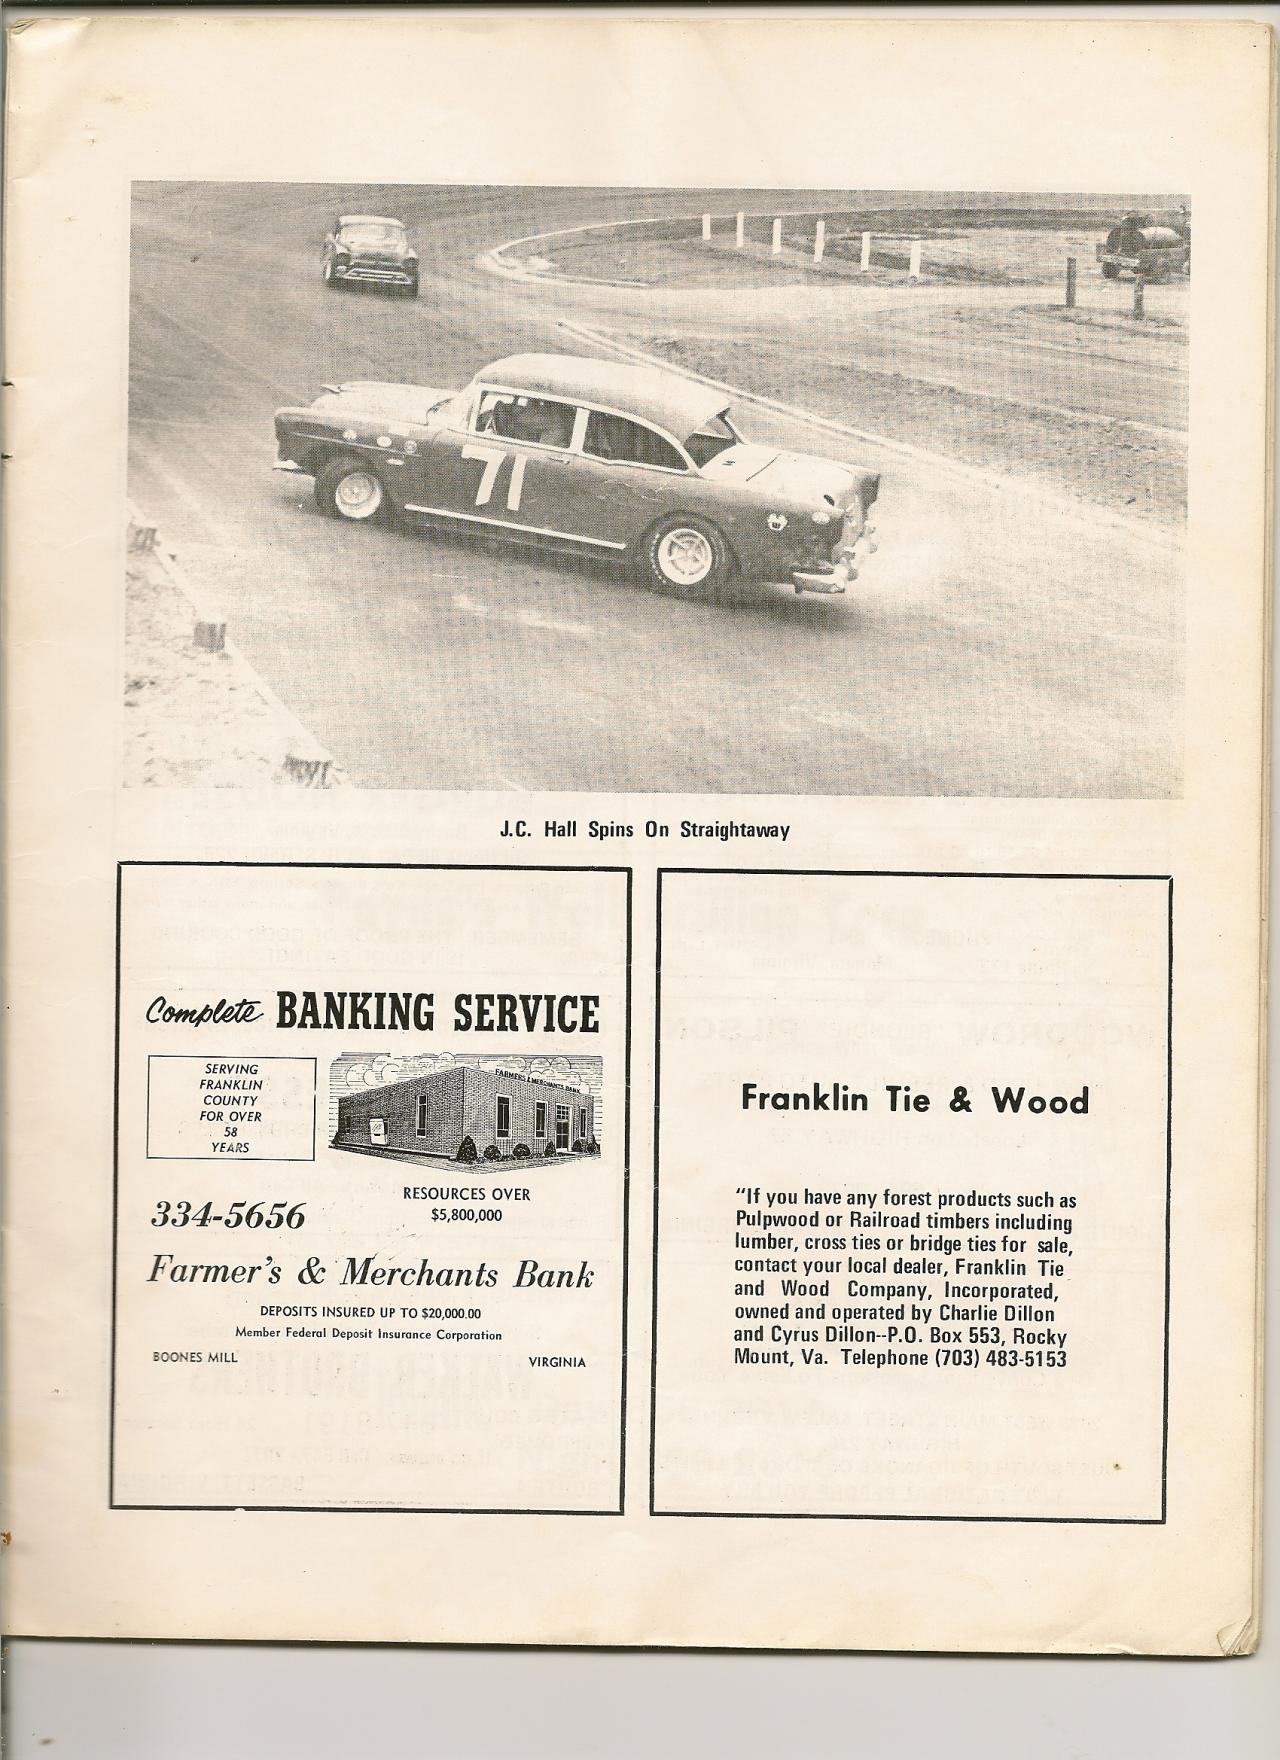 71
J.C. Hall Spins On Straightaway
Complete BANKING SERVICE
SERVING
FRANKLIN
COUNTY
FOR OVER
58
YEARS
FARMERS & MERCHANTS BANK
334-5656
RESOURCES OVER
$5,800,000
Farmer's & Merchants Bank
DEPOSITS INSURED UP TO $20,000.00
Member Federal Deposit Insurance Corporation
BOONES MILL VIRGINIA
Franklin Tie & Wood
"If you have any forest products such as
Pulpwood or Railroad timbers including
lumber, cross ties or bridge ties for sale,
contact your local dealer, Franklin Tie
and Wood Company, Incorporated,
owned and operated by Charlie Dillon
and Cyrus Dillon--P.O. Box 553, Rocky
Mount, Va. Telephone (703) 483-5153